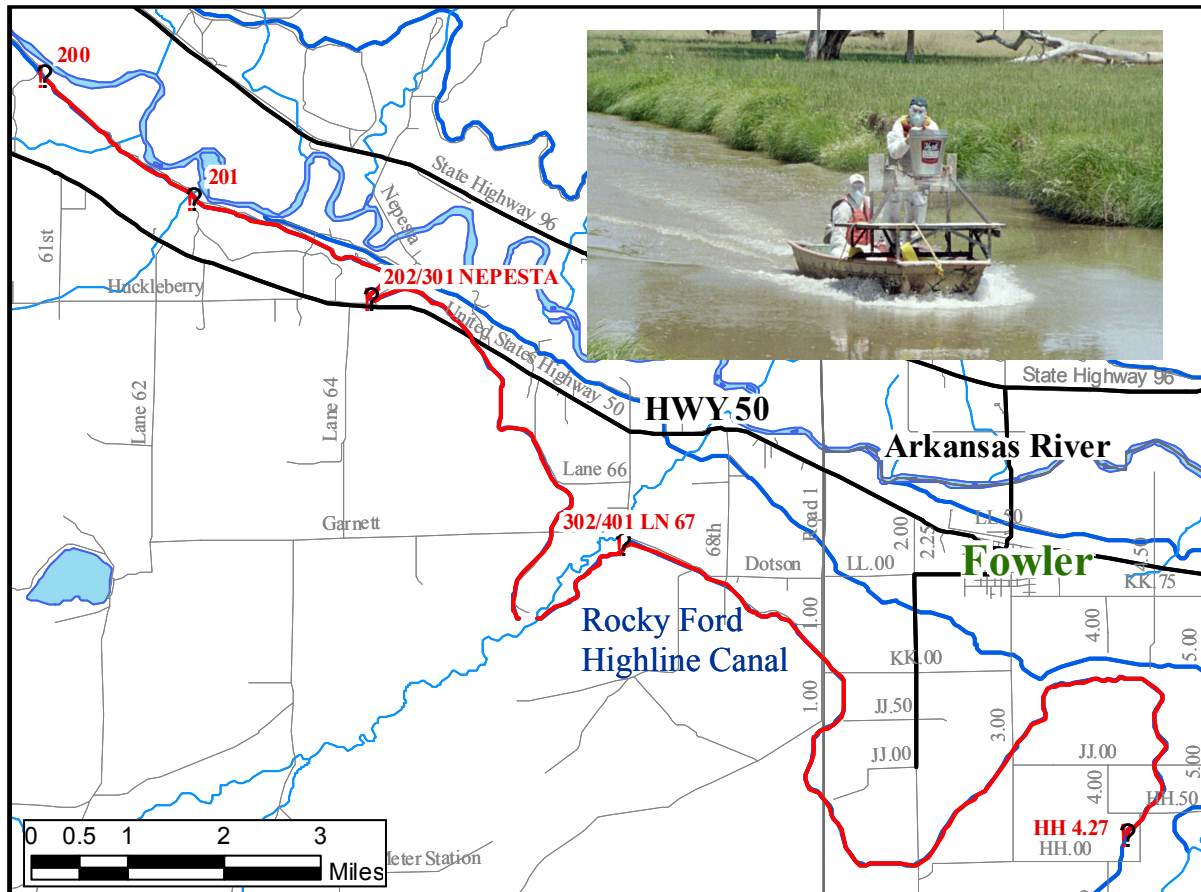 200
201
State Highway 96
Nepesta
61st
Huckleberry
202/301 NEPESTA
United States Highway 50
Lane 62
Lane 64
HWY 50
State Highway 96
Arkansas River
Lane 66
Garnett
302/401 LN 67
68th
Road 1
2.00
2.25
LL.50
4.50
Dotson
LL.00
Fowler
KK.75
Rocky Ford
Highline Canal
1.00
4.00
5.00
KK.00
1.00
JJ.50
3.00
JJ.00
JJ.00
4.00
5.00
HH.50
HH 4.27
HH.00
0 0.5 1 2 3
Miles
Meter Station